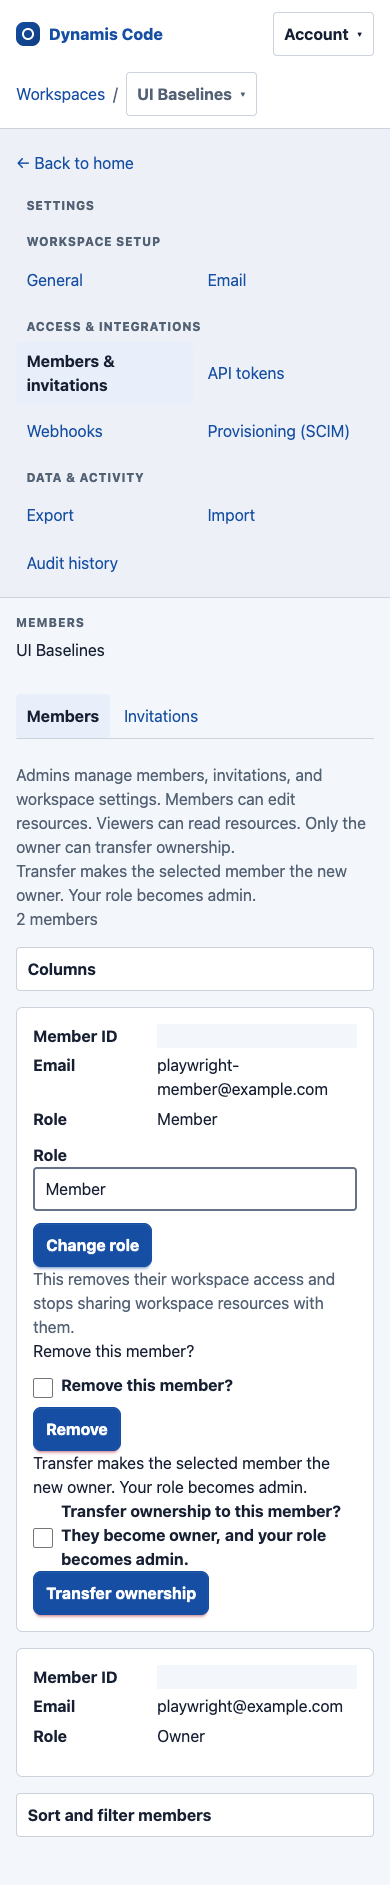 Dynamis Code
Account ▾
Workspaces / UI Baselines ▾
← Back to home
SETTINGS
WORKSPACE SETUP
General
Email
ACCESS & INTEGRATIONS
Members &
invitations
API tokens
Webhooks
Provisioning (SCIM)
DATA & ACTIVITY
Export
Import
Audit history
MEMBERS
UI Baselines
Members
Invitations
Admins manage members, invitations, and
workspace settings. Members can edit
resources. Viewers can read resources. Only the
owner can transfer ownership.
Transfer makes the selected member the new
owner. Your role becomes admin.
2 members
Columns
Member ID
Email playwright-
member@example.com
Role Member
Role
Member
Change role
This removes their workspace access and
stops sharing workspace resources with
them.
Remove this member?
Remove this member?
Remove
Transfer makes the selected member the
new owner. Your role becomes admin.
Transfer ownership to this member?
They become owner, and your role
becomes admin.
Transfer ownership
Member ID
Email playwright@example.com
Role Owner
Sort and filter members